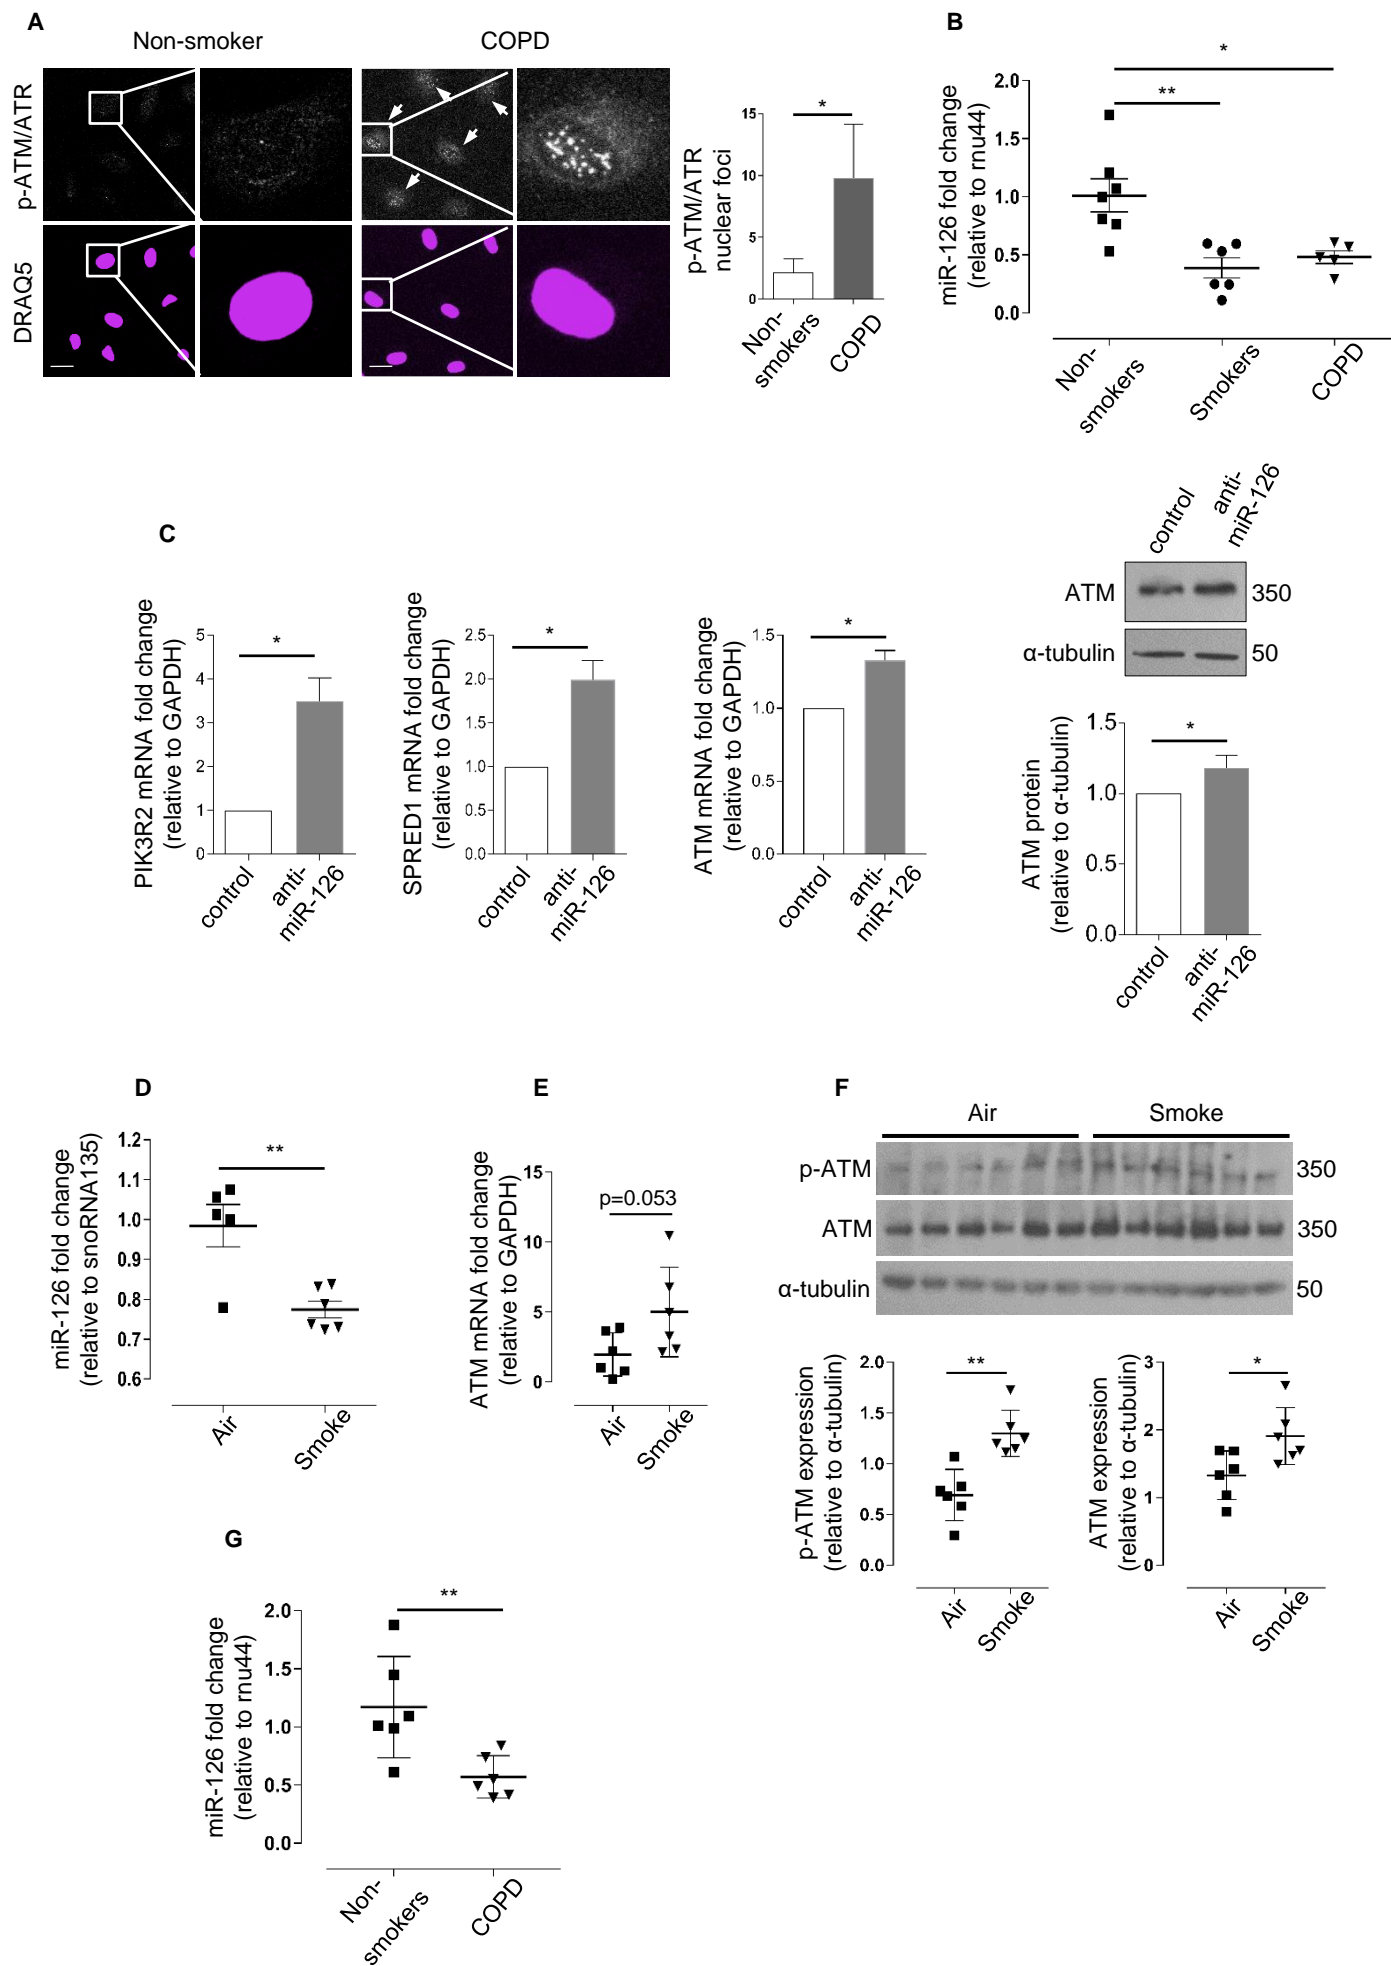 A
Non-smoker
COPD
p-ATM/ATR
DRAQ5
p-ATM/ATR
nuclear foci
15
10
5
0
*
Non-
smokers
COPD
B
miR-126 fold change
(relative to rnu44)
2.0
1.5
1.0
0.5
0.0
*
**
Non-
smokers
Smokers
COPD
C
PIK3R2 mRNA fold change
(relative to GAPDH)
5
4
3
2
1
0
*
control
anti-
miR-126
SPRED1 mRNA fold change
(relative to GAPDH)
2.5
2.0
1.5
1.0
0.5
0.0
*
control
anti-
miR-126
ATM mRNA fold change
(relative to GAPDH)
1.5
1.0
0.5
0.0
*
control
anti-
miR-126
control
anti-
miR-126
ATM
350
α-tubulin
50
ATM protein
(relative to α-tubulin)
1.5
1.0
0.5
0.0
*
control
anti-
miR-126
D
miR-126 fold change
(relative to snoRNA135)
1.2
1.1
1.0
0.9
0.8
0.7
0.6
**
Air
Smoke
E
ATM mRNA fold change
(relative to GAPDH)
15
10
5
0
p=0.053
Air
Smoke
F
Air
Smoke
p-ATM
350
ATM
350
α-tubulin
50
p-ATM expression
(relative to α-tubulin)
2.0
1.5
1.0
0.5
0.0
**
Air
Smoke
ATM expression
(relative to α-tubulin)
3
2
1
0
*
Air
Smoke
G
miR-126 fold change
(relative to rnu44)
2.0
1.5
1.0
0.5
0.0
**
Non-
smokers
COPD